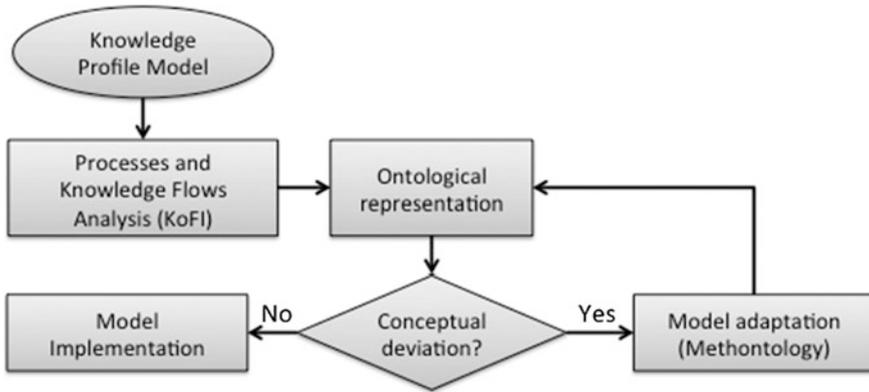 Knowledge
Profile Model
Processes and
Knowledge Flows
Analysis (KoFI)
Ontological
representation
Conceptual
deviation?
No
Yes
Model
Implementation
Model adaptation
(Methontology)